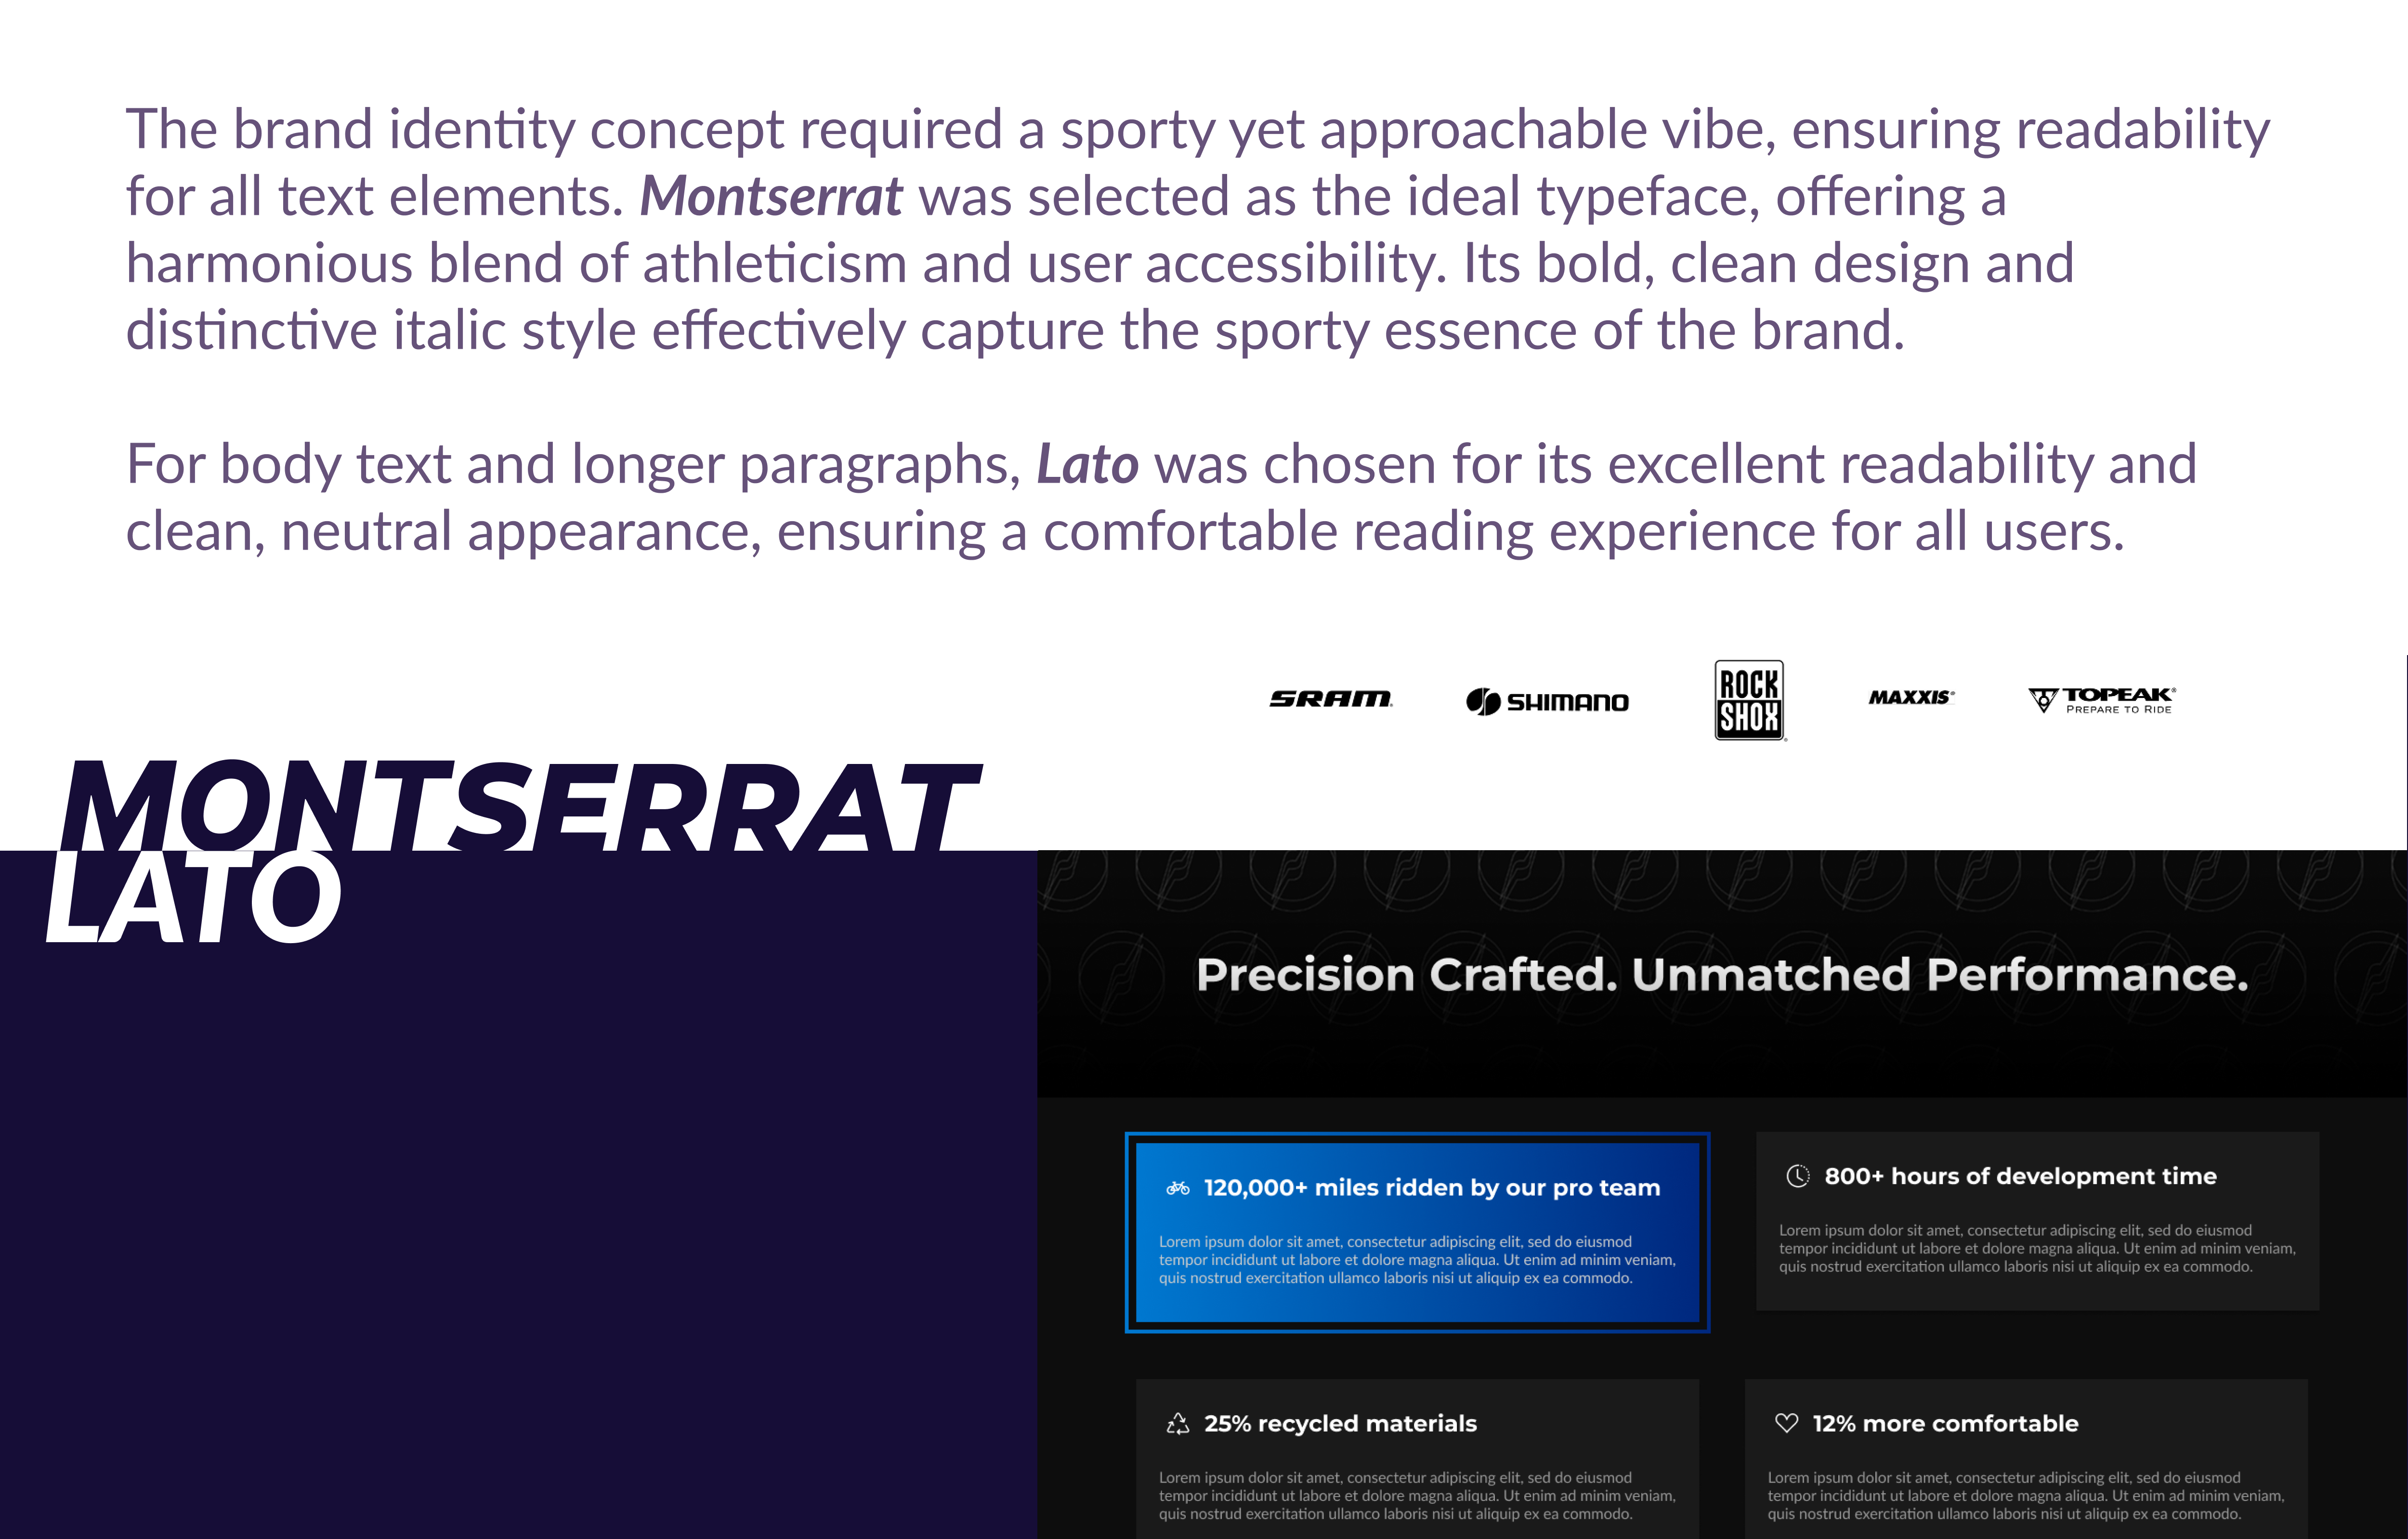 The brand identity concept required a sporty yet approachable vibe, ensuring readability
for all text elements. Montserrat was selected as the ideal typeface, offering a
harmonious blend of athleticism and user accessibility. Its bold, clean design and
distinctive italic style effectively capture the sporty essence of the brand.
For body text and longer paragraphs, Lato was chosen for its excellent readability and
clean, neutral appearance, ensuring a comfortable reading experience for all users.
SRAM®
SHIMANO
ROCK
SHOX®
MAXXIS®
TOPEAK®
PREPARE TO RIDE
MONTSERRAT
LATO
Precision Crafted. Unmatched Performance.
120,000+ miles ridden by our pro team
Lorem ipsum dolor sit amet, consectetur adipiscing elit, sed do eiusmod
tempor incididunt ut labore et dolore magna aliqua. Ut enim ad minim veniam,
quis nostrud exercitation ullamco laboris nisi ut aliquip ex ea commodo.
800+ hours of development time
Lorem ipsum dolor sit amet, consectetur adipiscing elit, sed do eiusmod
tempor incididunt ut labore et dolore magna aliqua. Ut enim ad minim veniam,
quis nostrud exercitation ullamco laboris nisi ut aliquip ex ea commodo.
25% recycled materials
Lorem ipsum dolor sit amet, consectetur adipiscing elit, sed do eiusmod
tempor incididunt ut labore et dolore magna aliqua. Ut enim ad minim veniam,
quis nostrud exercitation ullamco laboris nisi ut aliquip ex ea commodo.
12% more comfortable
Lorem ipsum dolor sit amet, consectetur adipiscing elit, sed do eiusmod
tempor incididunt ut labore et dolore magna aliqua. Ut enim ad minim veniam,
quis nostrud exercitation ullamco laboris nisi ut aliquip ex ea commodo.